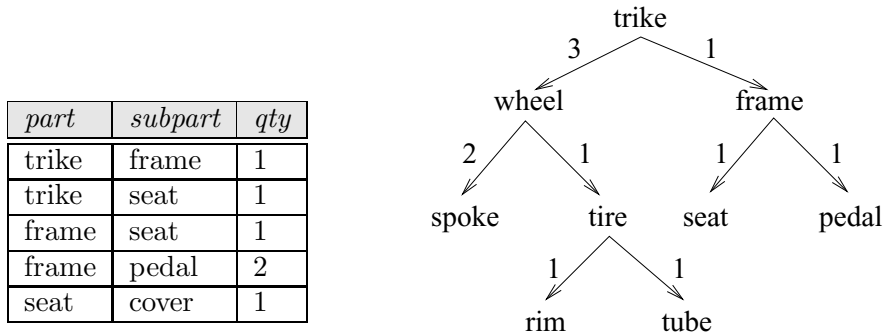 part subpart qty
trike frame 1
trike seat 1
frame seat 1
frame pedal 2
seat cover 1
trike
3 1
wheel frame
2 1 1 1
spoke tire seat pedal
1 1
rim tube